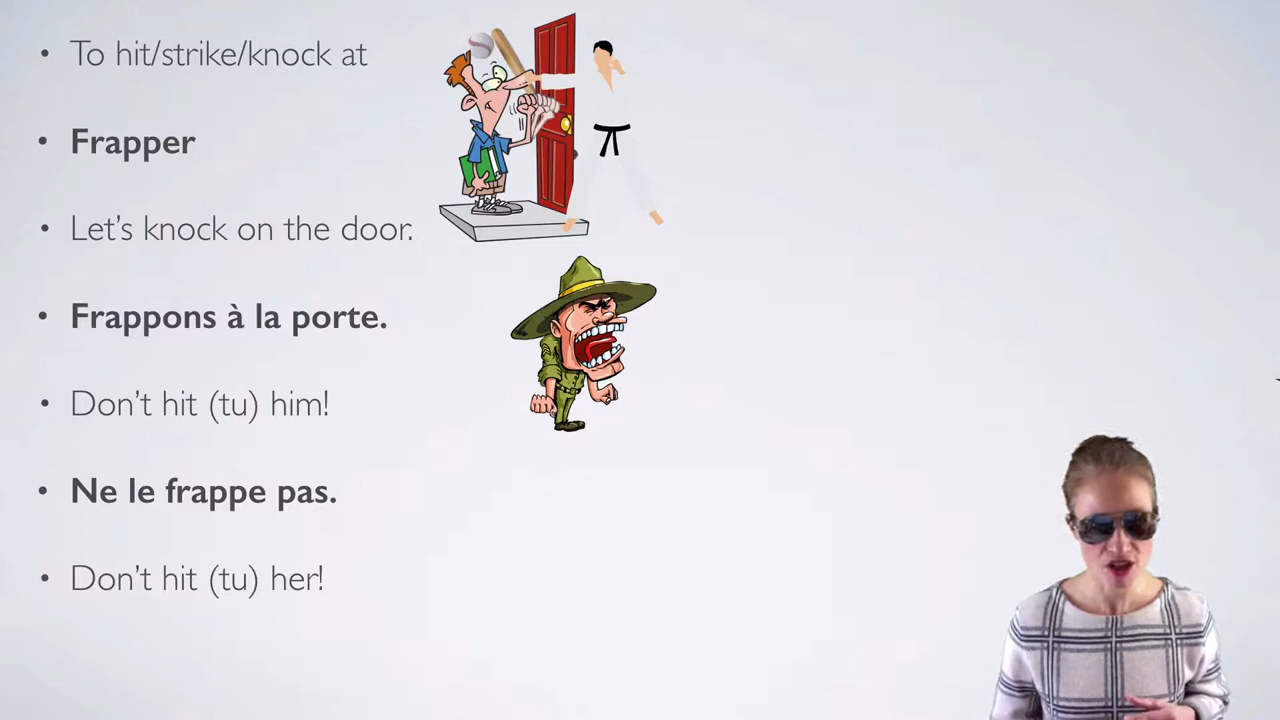 To hit/strike/knock at
Frapper
Let's knock on the door.
Frappons à la porte.
Don't hit (tu) him!
Ne le frappe pas.
Don't hit (tu) her!